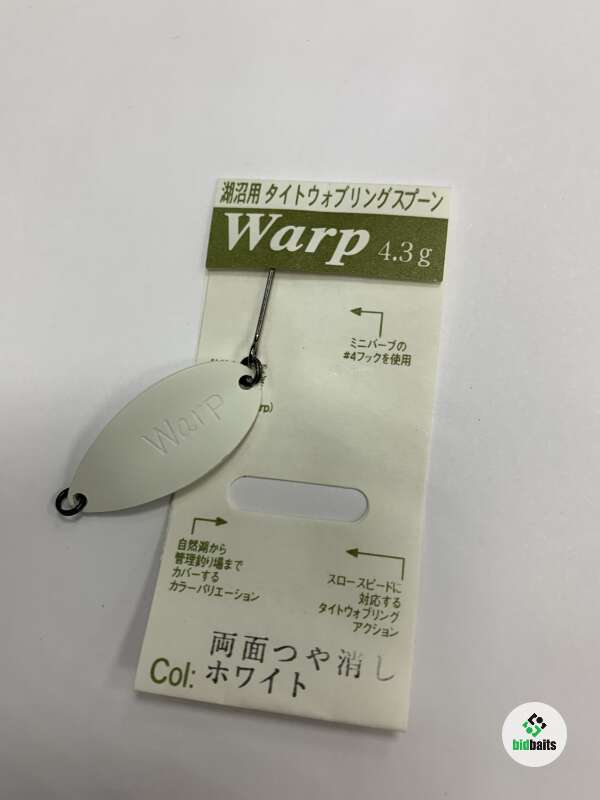 湖沼用 タイトウォブリングスプーン
Warp 4.3g
ミニバーブの
#4フックを使用
Warp
rp)
自然湖から
管理釣り場まで
カバーする
カラーバリエーション
スロースピードに
対応する
タイトウォブリング
アクション
Col: 両面つや消し
ホワイト
bidbaits